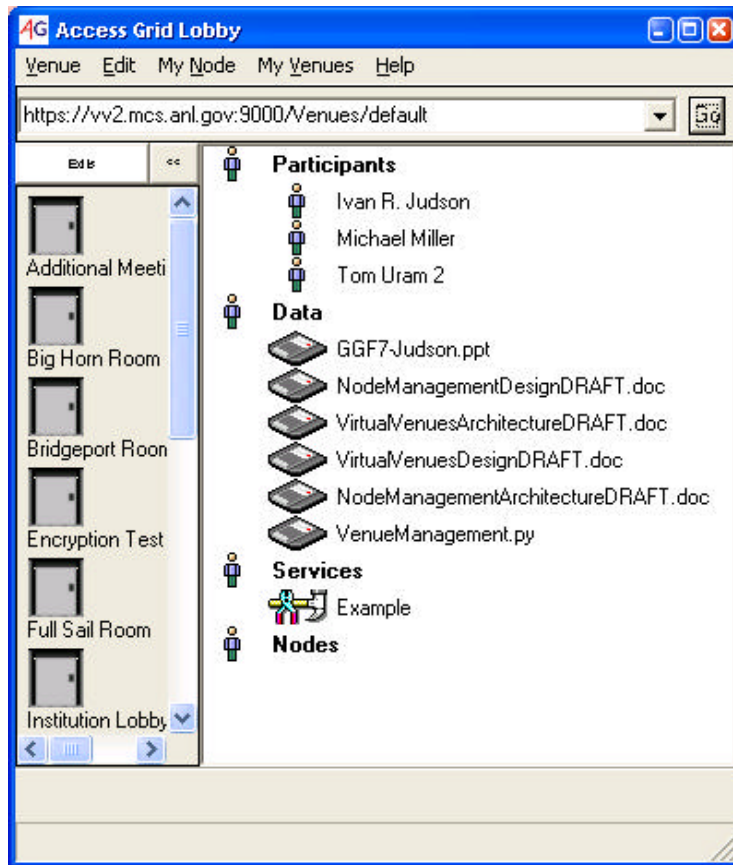 AG Access Grid Lobby
Venue Edit My Node My Venues Help
https://vv2.mcs.anl.gov:9000/Venues/default
Go
Exits <<
Additional Meeti
Big Horn Room
Bridgeport Roon
Encryption Test
Full Sail Room
Institution Lobby
Participants
Ivan R. Judson
Michael Miller
Tom Uram 2
Data
GGF7-Judson.ppt
NodeManagementDesignDRAFT.doc
VirtualVenuesArchitectureDRAFT.doc
VirtualVenuesDesignDRAFT.doc
NodeManagementArchitectureDRAFT.doc
VenueManagement.py
Services
Example
Nodes